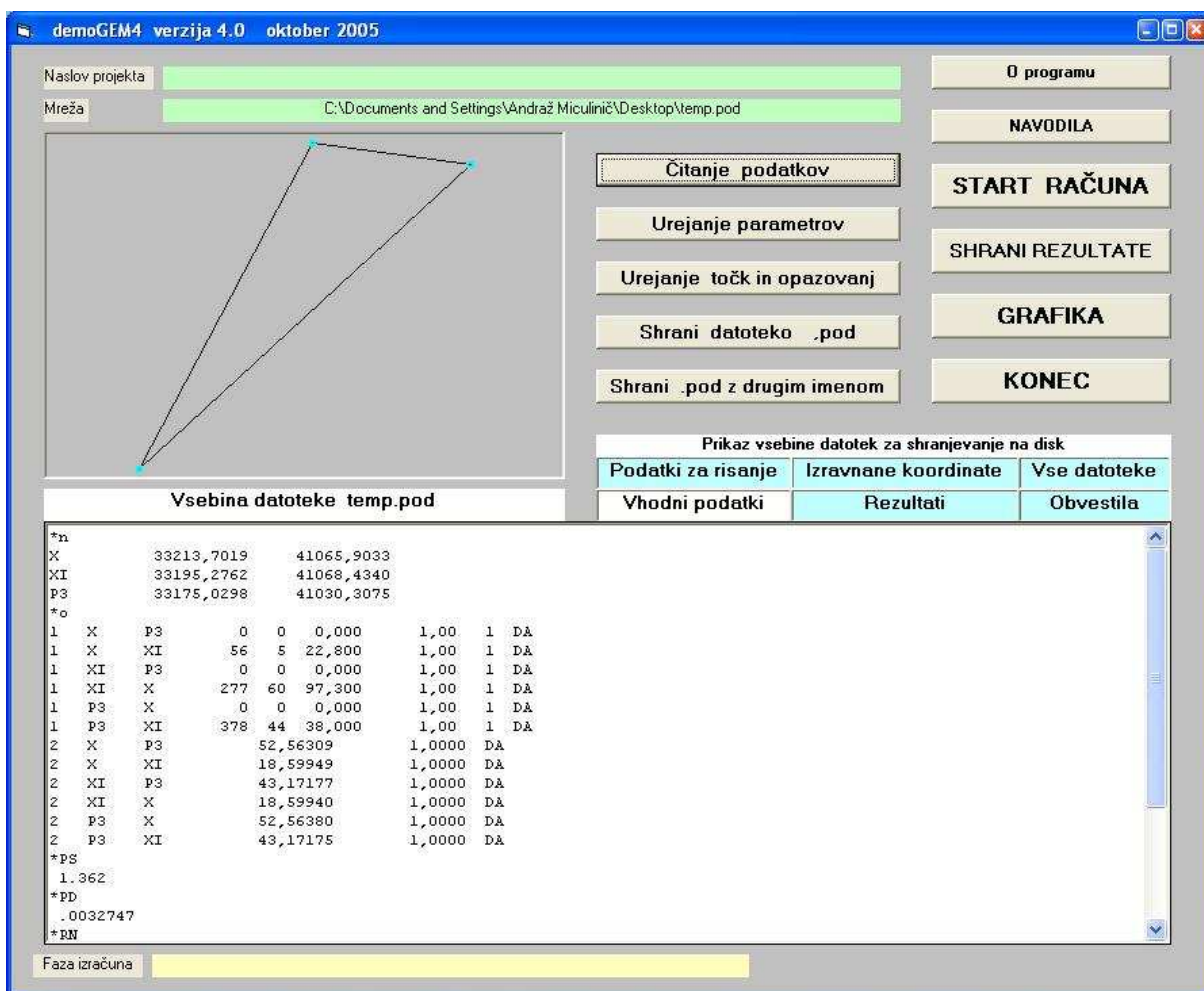 demoGEM4 verzija 4.0 oktober 2005
Naslov projekta
Mreža
C:\Documents and Settings\Andraž Miculinič\Desktop\temp.pod
O programu
NAVODILA
START RAČUNA
SHRANI REZULTATE
GRAFIKA
KONEC
Čitanje podatkov
Urejanje parametrov
Urejanje točk in opazovanj
Shrani datoteko .pod
Shrani .pod z drugim imenom
Prikaz vsebine datotek za shranjevanje na disk
Podatki za risanje Izravnane koordinate Vse datoteke
Vhodni podatki Rezultati Obvestila
Vsebina datoteke temp.pod
*n
X 33213,7019 41065,9033
XI 33195,2762 41068,4340
P3 33175,0298 41030,3075
*o
1 X P3 0 0 0,000 1,00 1 DA
1 X XI 56 5 22,800 1,00 1 DA
1 XI P3 0 0 0,000 1,00 1 DA
1 XI X 277 60 97,300 1,00 1 DA
1 P3 X 0 0 0,000 1,00 1 DA
1 P3 XI 378 44 38,000 1,00 1 DA
2 X P3 52,56309 1,0000 DA
2 X XI 18,59949 1,0000 DA
2 XI P3 43,17177 1,0000 DA
2 XI X 18,59940 1,0000 DA
2 P3 X 52,56380 1,0000 DA
2 P3 XI 43,17175 1,0000 DA
*PS
1.362
*PD
.0032747
*RN
Faza izračuna